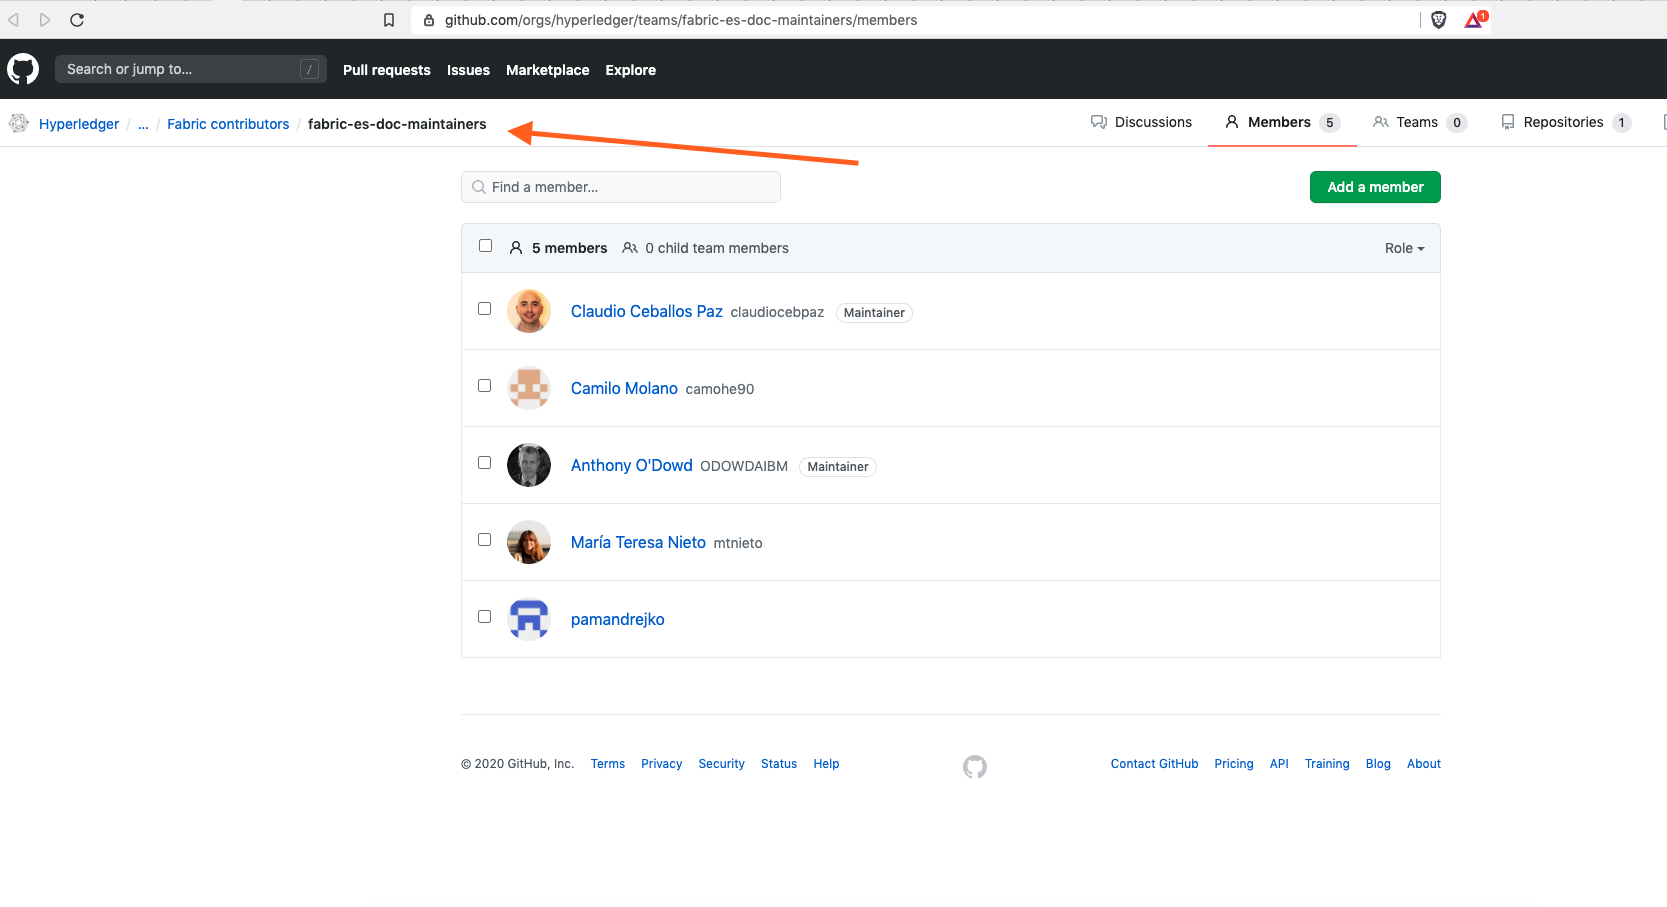 github.com/orgs/hyperledger/teams/fabric-es-doc-maintainers/members
1
Search or jump to... /
Pull requests Issues Marketplace Explore
Hyperledger / ... / Fabric contributors / fabric-es-doc-maintainers
Discussions Members 5 Teams 0 Repositories 1
Find a member...
Add a member
5 members 0 child team members Role
Claudio Ceballos Paz claudiocebpaz Maintainer
Camilo Molano camohe90
Anthony O'Dowd ODOWDAIBM Maintainer
María Teresa Nieto mtnieto
pamandrejko
© 2020 GitHub, Inc. Terms Privacy Security Status Help
Contact GitHub Pricing API Training Blog About